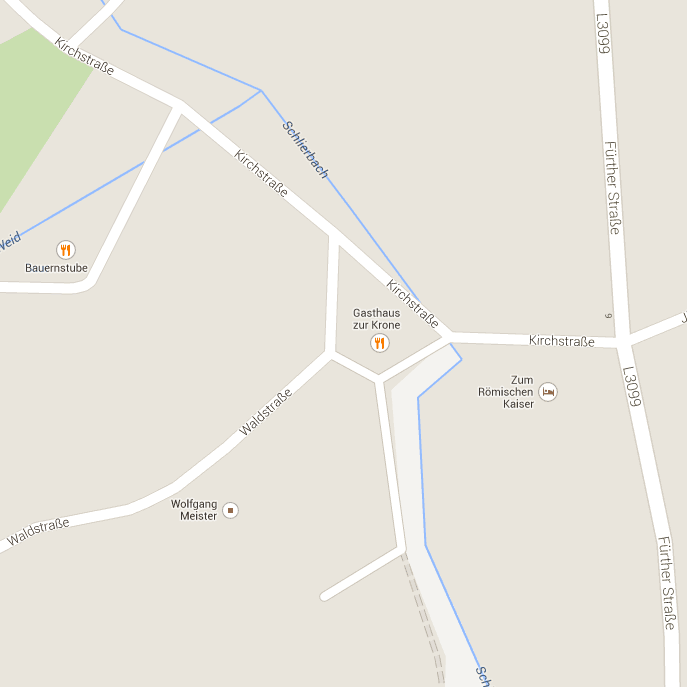 L3099
Kirchstraße
Schlierbach
Fürther Straße
Kirchstraße
Weid
Bauernstube
Kirchstraße
Gasthaus
zur Krone
9
Kirchstraße
L3099
Zum
Römischen
Kaiser
Waldstraße
Wolfgang
Meister
Waldstraße
Fürther Straße
Sch